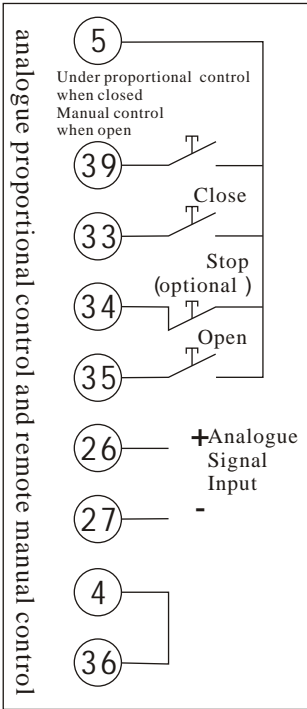 analogue proportional control and remote manual control
5
Under proportional control
when closed
Manual control
when open
39
Close
33
Stop
(optional )
34
Open
35
26
+Analogue
Signal
Input
27
-
4
36